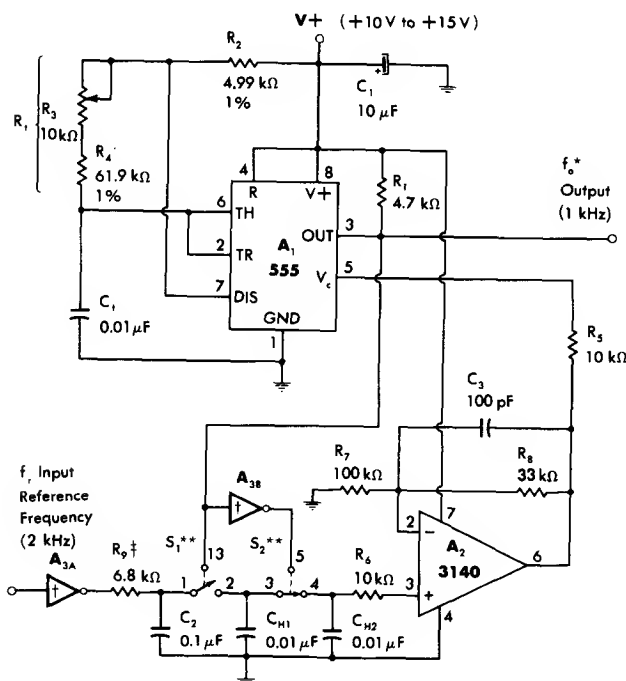 V+ (+10V to +15V)
R2
4.99 kΩ
1%
+
C1
10 μF
Rt
R3
10kΩ
R4
61.9 kΩ
1%
4
R
8
V+
R1
4.7 kΩ
fo*
Output
(1 kHz)
6
TH
OUT
3
A1
2
TR
555
Vc
5
7
DIS
GND
1
Ct
0.01 μF
R5
10 kΩ
C3
100 pF
R7
100 kΩ
R8
33 kΩ
fr Input
Reference
Frequency
(2 kHz)
A3A
†
R9‡
6.8 kΩ
A3B
†
S1**
13
S2**
5
1
2
3
4
R6
10 kΩ
2
−
7
A2
3140
6
3
+
4
C2
0.1 μF
CH1
0.01 μF
CH2
0.01 μF